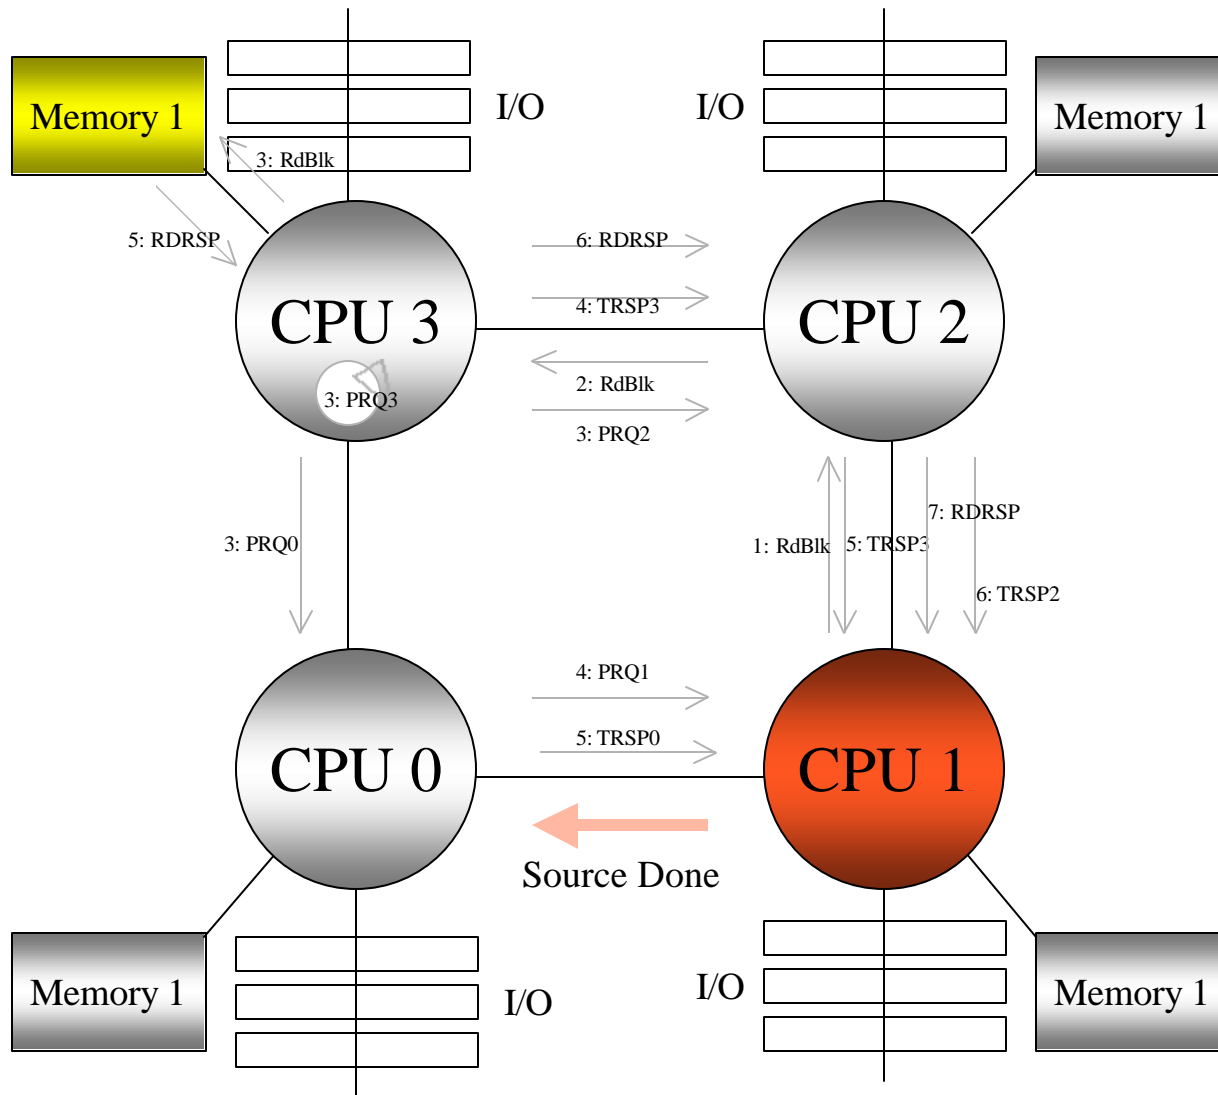 I/O
I/O
Memory 1
Memory 1
3: RdBlk
5: RDRSP
6: RDRSP
CPU 3
4: TRSP3
CPU 2
2: RdBlk
3: PRQ3
3: PRQ2
7: RDRSP
3: PRQ0
1: RdBlk
5: TRSP3
6: TRSP2
4: PRQ1
5: TRSP0
CPU 0
CPU 1
Source Done
Memory 1
I/O
I/O
Memory 1